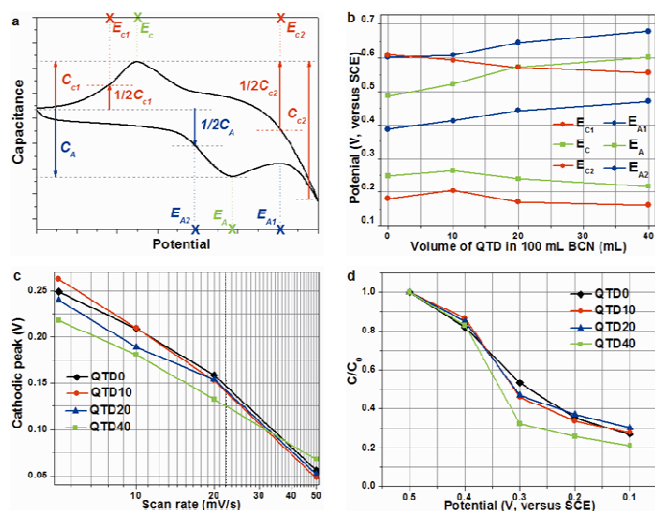 a
E_c1
E_c
E_c2
C_c1
1/2C_c1
1/2C_c2
C_c2
1/2C_A
C_A
E_A2
E_A
E_A1
Capacitance
Potential
b
0.7
0.6
0.5
0.4
0.3
0.2
0.1
Potential (V, versus SCE)
E_C1
E_A1
E_C
E_A
E_C2
E_A2
0
10
20
30
40
Volume of QTD in 100 mL BCN (mL)
c
0.25
0.20
0.15
0.10
0.05
Cathodic peak (V)
QTD0
QTD10
QTD20
QTD40
10
20
30
40
50
Scan rate (mV/s)
d
1.0
0.8
0.6
0.4
0.2
0.0
C/C_0
QTD0
QTD10
QTD20
QTD40
0.5
0.4
0.3
0.2
0.1
Potential (V, versus SCE)